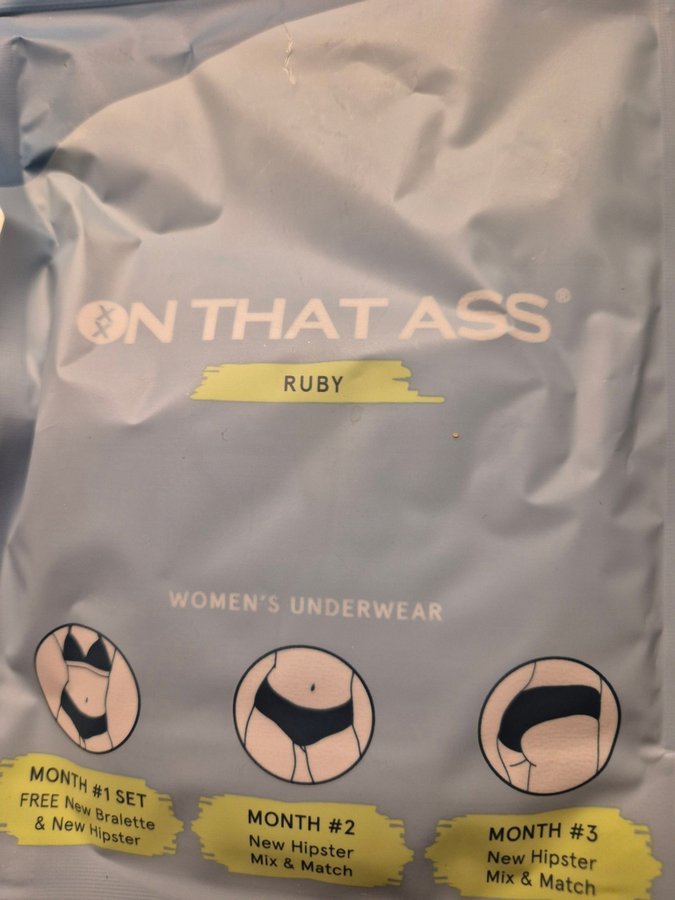 ON THAT ASS®
RUBY
WOMEN'S UNDERWEAR
MONTH #1 SET
FREE New Bralette
& New Hipster
MONTH #2
New Hipster
Mix & Match
MONTH #3
New Hipster
Mix & Match